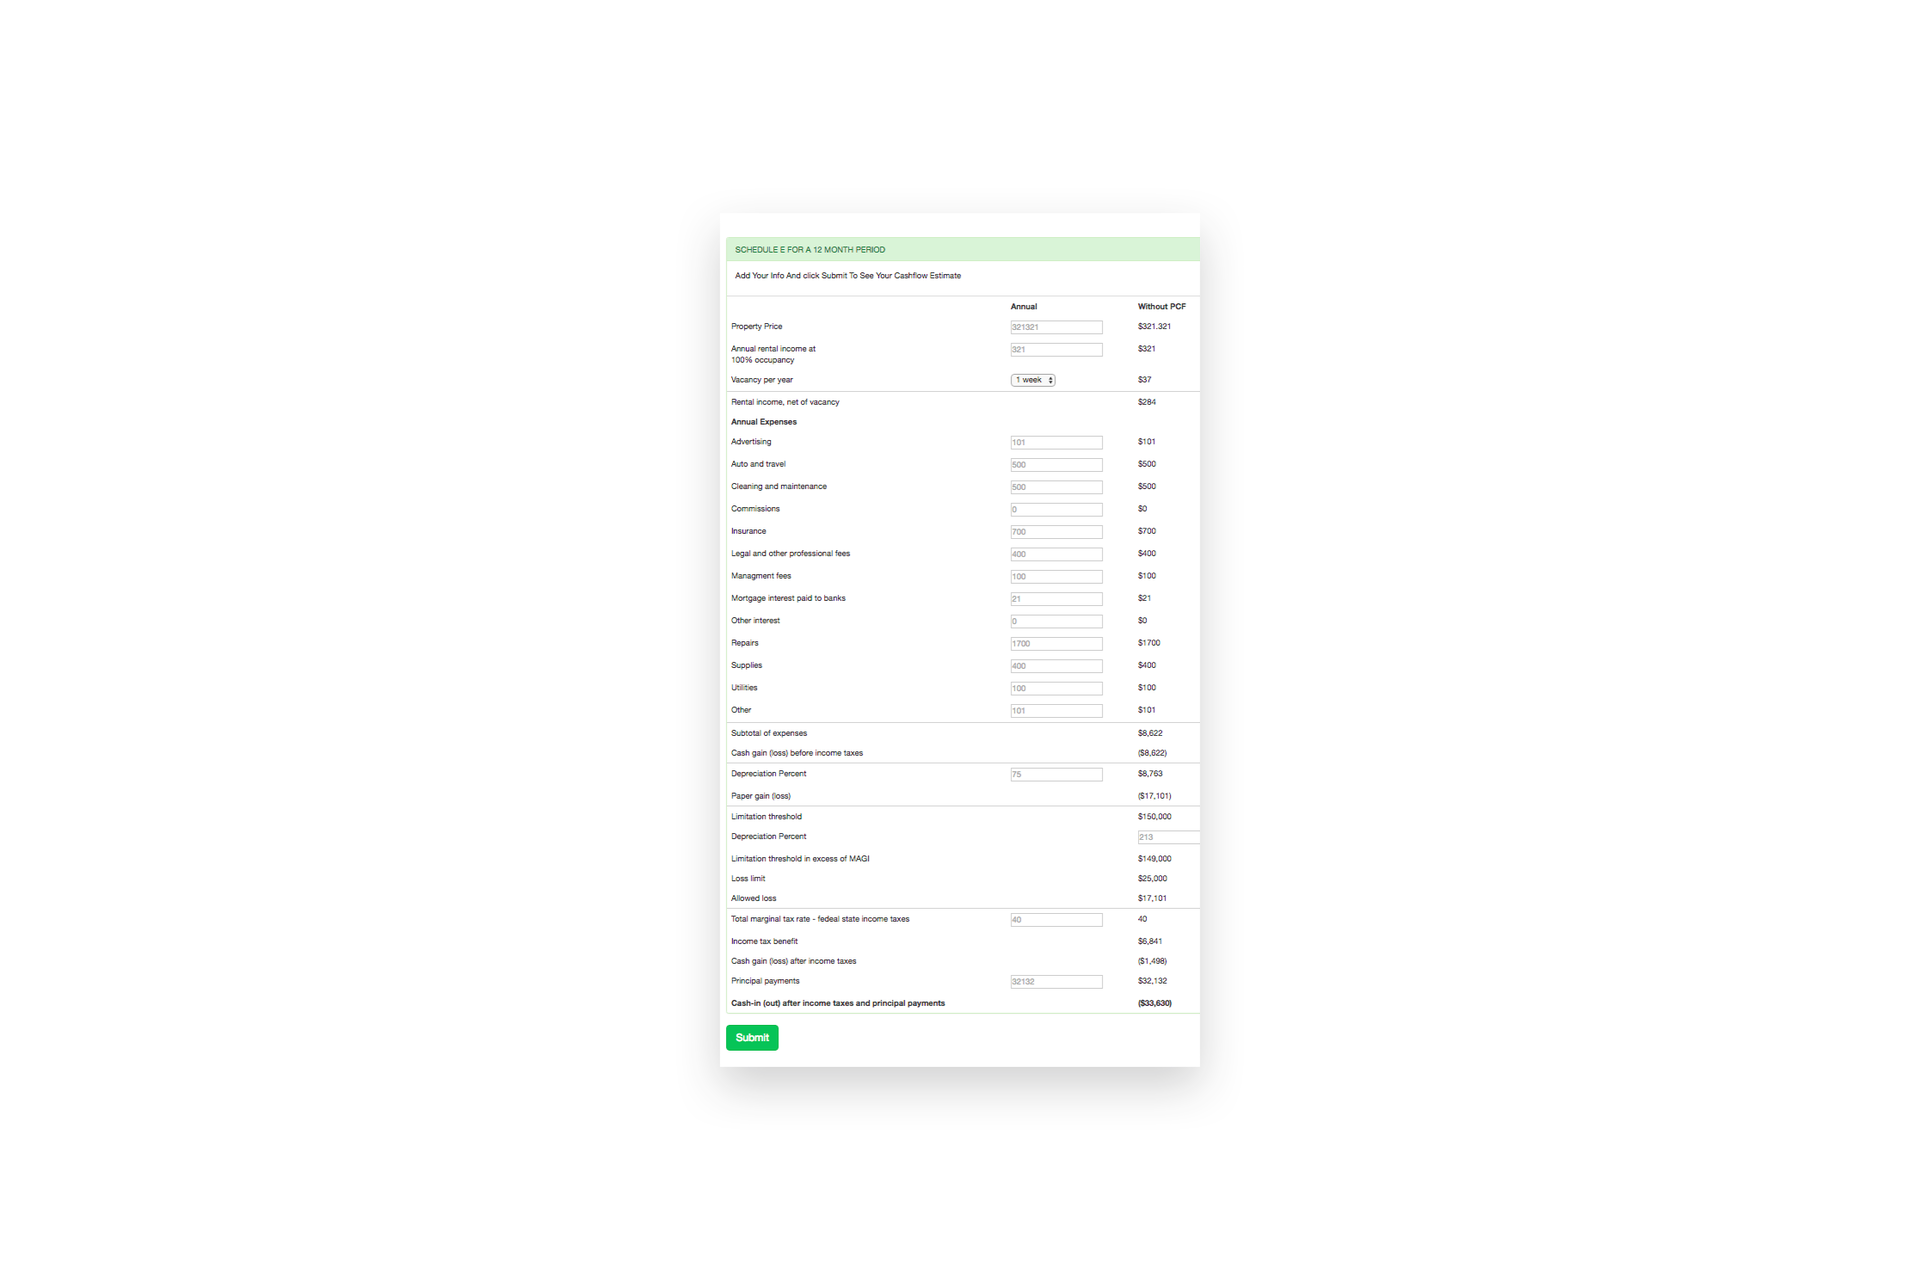 SCHEDULE E FOR A 12 MONTH PERIOD
Add Your Info And click Submit To See Your Cashflow Estimate
Annual Without PCF
Property Price 321321 $321.321
Annual rental income at
100% occupancy 321 $321
Vacancy per year 1 week $37
Rental income, net of vacancy $284
Annual Expenses
Advertising 101 $101
Auto and travel 500 $500
Cleaning and maintenance 500 $500
Commissions 0 $0
Insurance 700 $700
Legal and other professional fees 400 $400
Managment fees 100 $100
Mortgage interest paid to banks 21 $21
Other interest 0 $0
Repairs 1700 $1700
Supplies 400 $400
Utilities 100 $100
Other 101 $101
Subtotal of expenses $8,622
Cash gain (loss) before income taxes ($8,622)
Depreciation Percent 75 $8,763
Paper gain (loss) ($17,101)
Limitation threshold $150,000
Depreciation Percent 213
Limitation threshold in excess of MAGI $149,000
Loss limit $25,000
Allowed loss $17,101
Total marginal tax rate - fedeal state income taxes 40 40
Income tax benefit $6,841
Cash gain (loss) after income taxes ($1,498)
Principal payments 32132 $32,132
Cash-in (out) after income taxes and principal payments ($33,630)
Submit